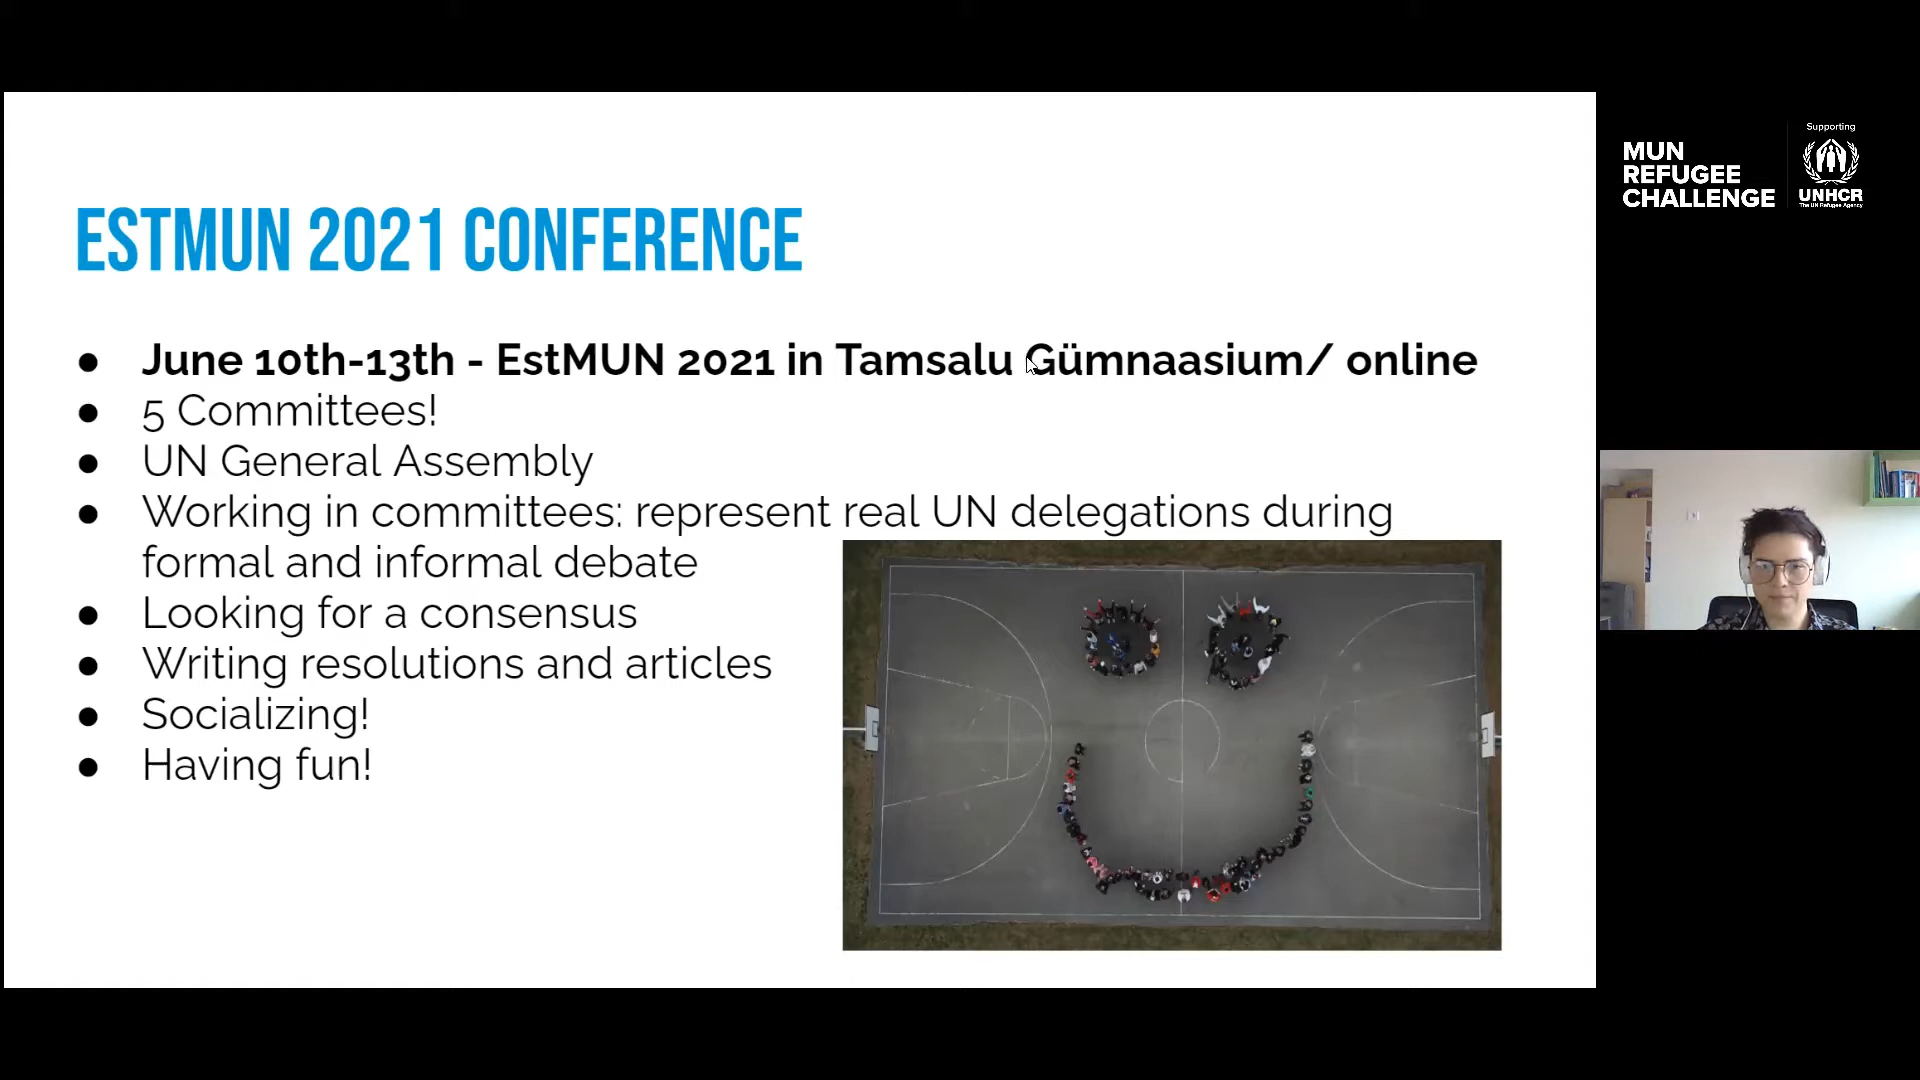 ESTMUN 2021 CONFERENCE
● June 10th-13th - EstMUN 2021 in Tamsalu Gümnaasium/ online
● 5 Committees!
● UN General Assembly
● Working in committees: represent real UN delegations during
formal and informal debate
● Looking for a consensus
● Writing resolutions and articles
● Socializing!
● Having fun!
MUN
REFUGEE
CHALLENGE
Supporting
UNHCR
The UN Refugee Agency